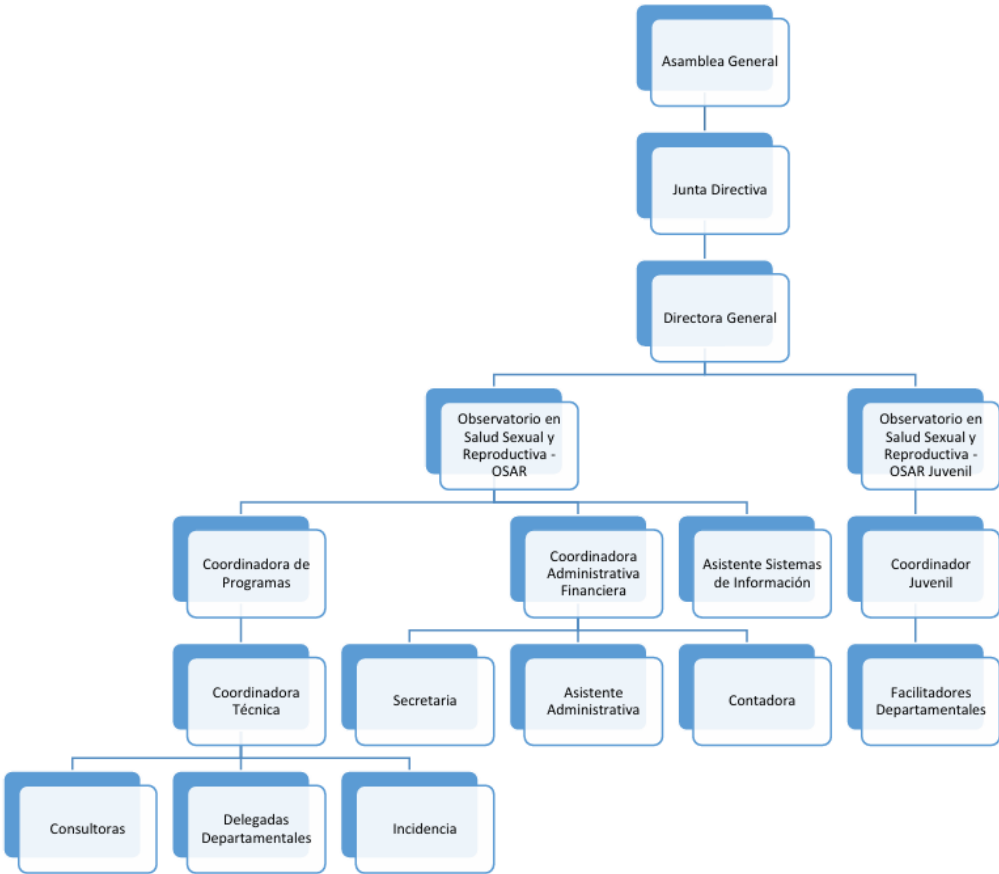 Asamblea General
Junta Directiva
Directora General
Observatorio en
Salud Sexual y
Reproductiva -
OSAR
Observatorio en
Salud Sexual y
Reproductiva -
OSAR Juvenil
Coordinadora de
Programas
Coordinadora
Administrativa
Financiera
Asistente Sistemas
de Información
Coordinador
Juvenil
Coordinadora
Técnica
Secretaria
Asistente
Administrativa
Contadora
Facilitadores
Departamentales
Consultoras
Delegadas
Departamentales
Incidencia